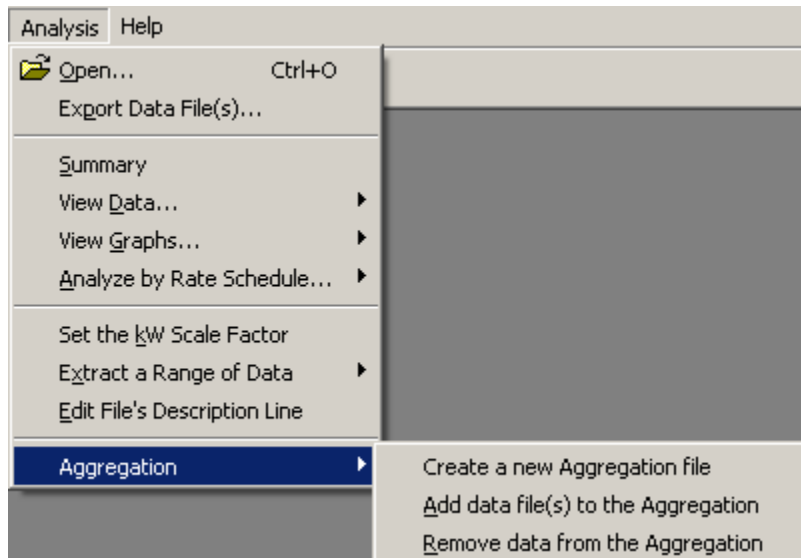 Analysis Help
Open... Ctrl+O
Export Data File(s)...
Summary
View Data...
View Graphs...
Analyze by Rate Schedule...
Set the kW Scale Factor
Extract a Range of Data
Edit File's Description Line
Aggregation
Create a new Aggregation file
Add data file(s) to the Aggregation
Remove data from the Aggregation